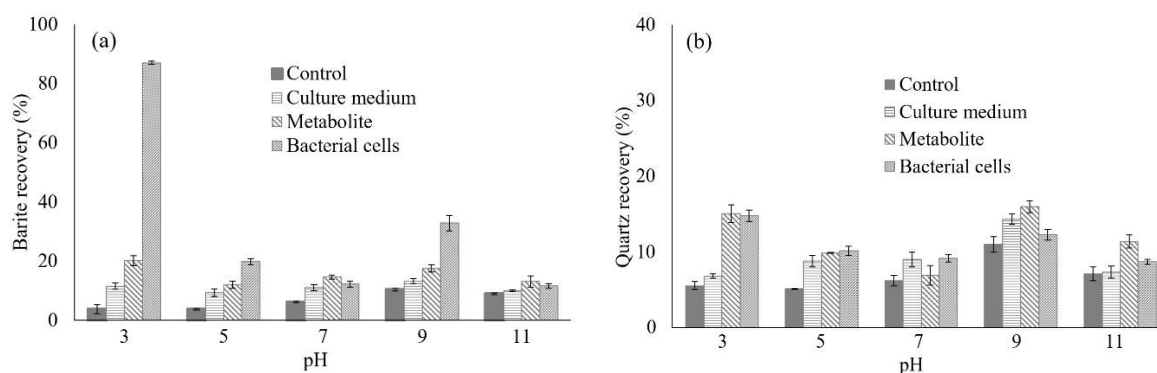 (a)
Barite recovery (%)
100
80
60
40
20
0
Control
Culture medium
Metabolite
Bacterial cells
3 5 7 9 11
pH
(b)
Quartz recovery (%)
40
30
20
10
0
Control
Culture medium
Metabolite
Bacterial cells
3 5 7 9 11
pH